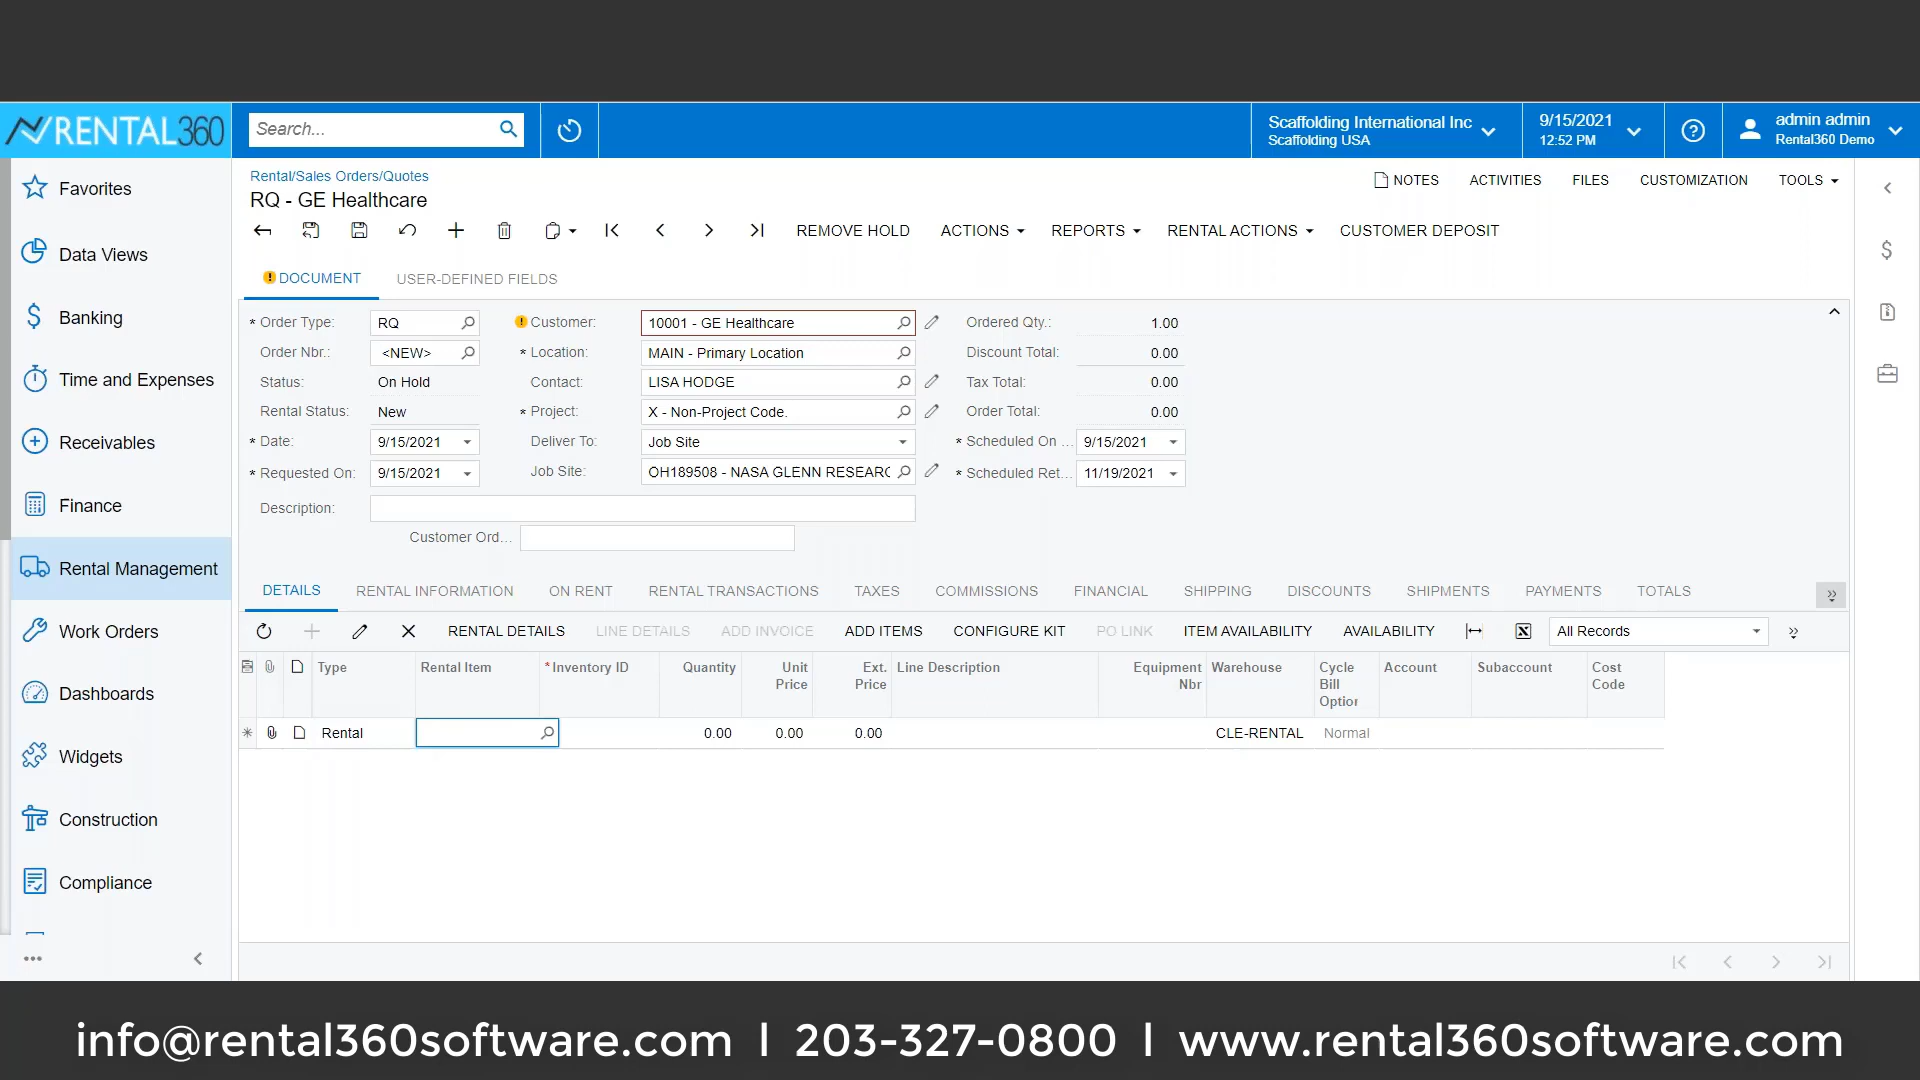 RENTAL360
Search...
Scaffolding International Inc
Scaffolding USA
9/15/2021
12:52 PM
admin admin
Rental360 Demo
Favorites
Data Views
Banking
Time and Expenses
Receivables
Finance
Rental Management
Work Orders
Dashboards
Widgets
Construction
Compliance
Rental/Sales Orders/Quotes
RQ - GE Healthcare
NOTES ACTIVITIES FILES CUSTOMIZATION TOOLS
REMOVE HOLD ACTIONS REPORTS RENTAL ACTIONS CUSTOMER DEPOSIT
DOCUMENT USER-DEFINED FIELDS
* Order Type: RQ Customer: 10001 - GE Healthcare Ordered Qty.: 1.00
Order Nbr.: <NEW> * Location: MAIN - Primary Location Discount Total: 0.00
Status: On Hold Contact: LISA HODGE Tax Total: 0.00
Rental Status: New * Project: X - Non-Project Code. Order Total: 0.00
* Date: 9/15/2021 Deliver To: Job Site * Scheduled On ... 9/15/2021
* Requested On: 9/15/2021 Job Site: OH189508 - NASA GLENN RESEARC * Scheduled Ret... 11/19/2021
Description:
Customer Ord...
DETAILS RENTAL INFORMATION ON RENT RENTAL TRANSACTIONS TAXES COMMISSIONS FINANCIAL SHIPPING DISCOUNTS SHIPMENTS PAYMENTS TOTALS
RENTAL DETAILS LINE DETAILS ADD INVOICE ADD ITEMS CONFIGURE KIT PO LINK ITEM AVAILABILITY AVAILABILITY All Records
Type Rental Item *Inventory ID Quantity Unit Price Ext. Price Line Description Equipment Nbr Warehouse Cycle Bill Option Account Subaccount Cost Code
Rental 0.00 0.00 0.00 CLE-RENTAL Normal
info@rental360software.com | 203-327-0800 | www.rental360software.com